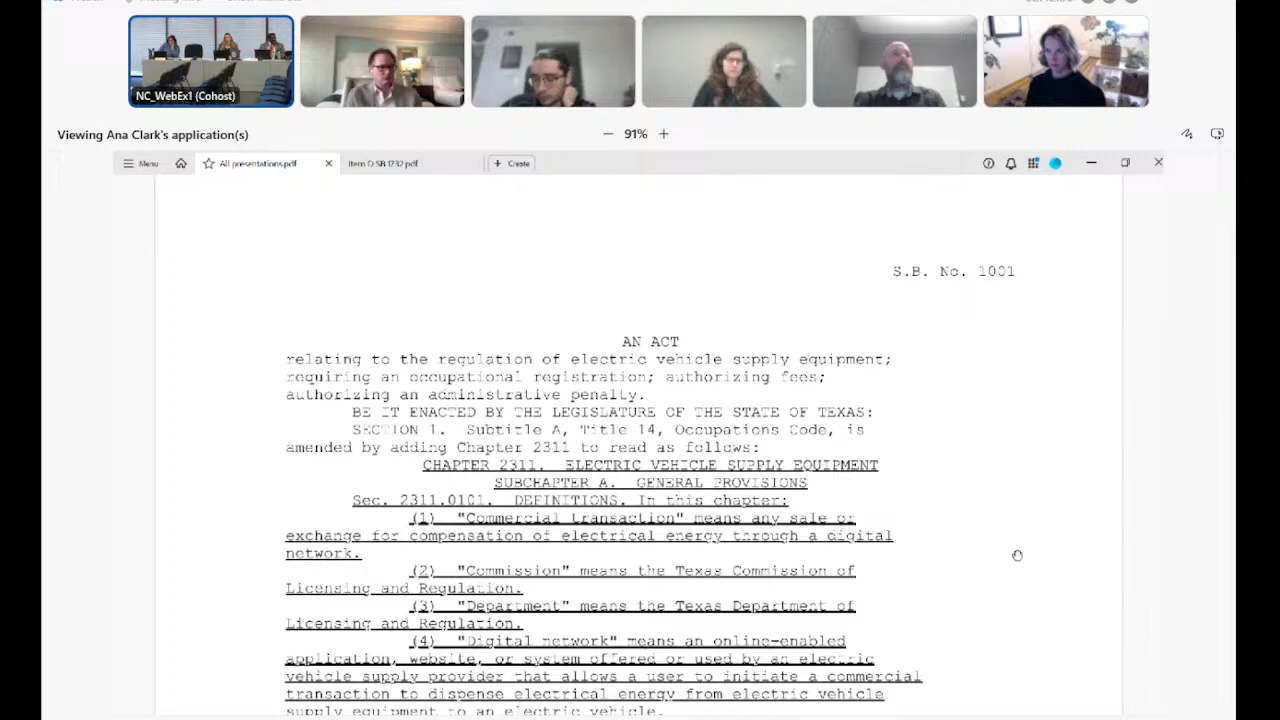 NC_WebEx1 (Cohost)
Viewing Ana Clark's application(s)
91%
Menu
All presentations.pdf
Item D SB 1732.pdf
Create
S.B. No. 1001
AN ACT
relating to the regulation of electric vehicle supply equipment;
requiring an occupational registration; authorizing fees;
authorizing an administrative penalty.
BE IT ENACTED BY THE LEGISLATURE OF THE STATE OF TEXAS:
SECTION 1. Subtitle A, Title 14, Occupations Code, is
amended by adding Chapter 2311 to read as follows:
CHAPTER 2311. ELECTRIC VEHICLE SUPPLY EQUIPMENT
SUBCHAPTER A. GENERAL PROVISIONS
Sec. 2311.0101. DEFINITIONS. In this chapter:
(1) "Commercial transaction" means any sale or
exchange for compensation of electrical energy through a digital
network.
(2) "Commission" means the Texas Commission of
Licensing and Regulation.
(3) "Department" means the Texas Department of
Licensing and Regulation.
(4) "Digital network" means an online-enabled
application, website, or system offered or used by an electric
vehicle supply provider that allows a user to initiate a commercial
transaction to dispense electrical energy from electric vehicle
supply equipment to an electric vehicle.